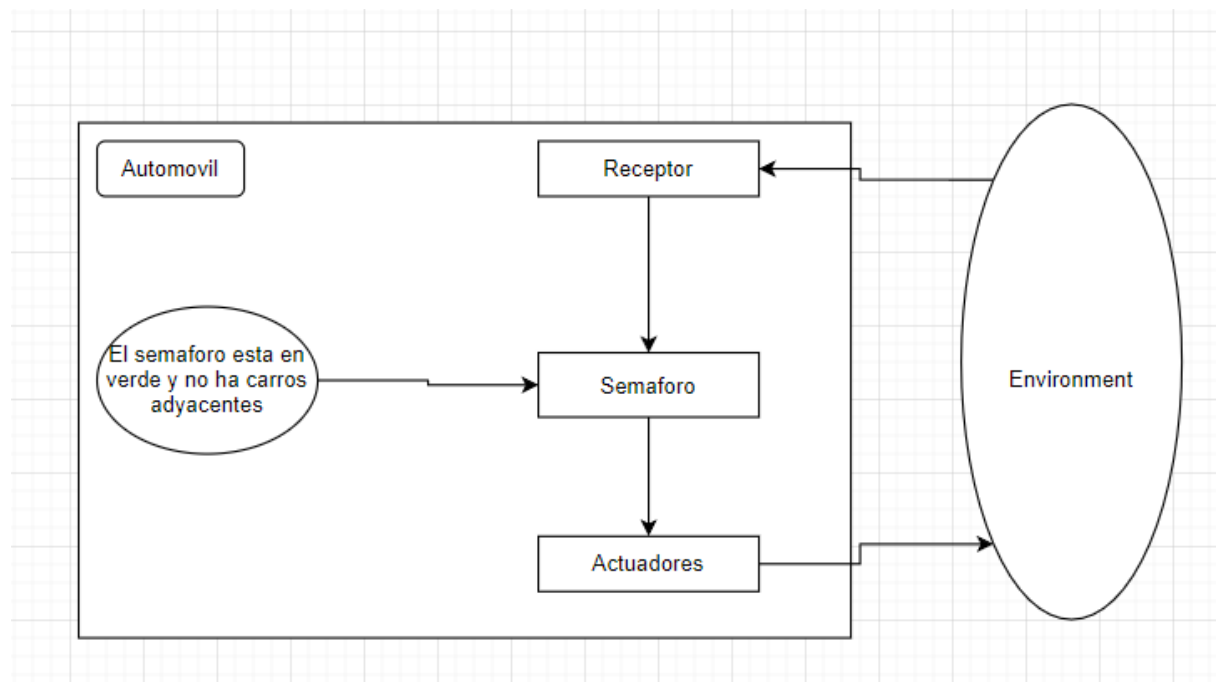 Automovil
Receptor
El semaforo esta en
verde y no ha carros
adyacentes
Semaforo
Environment
Actuadores